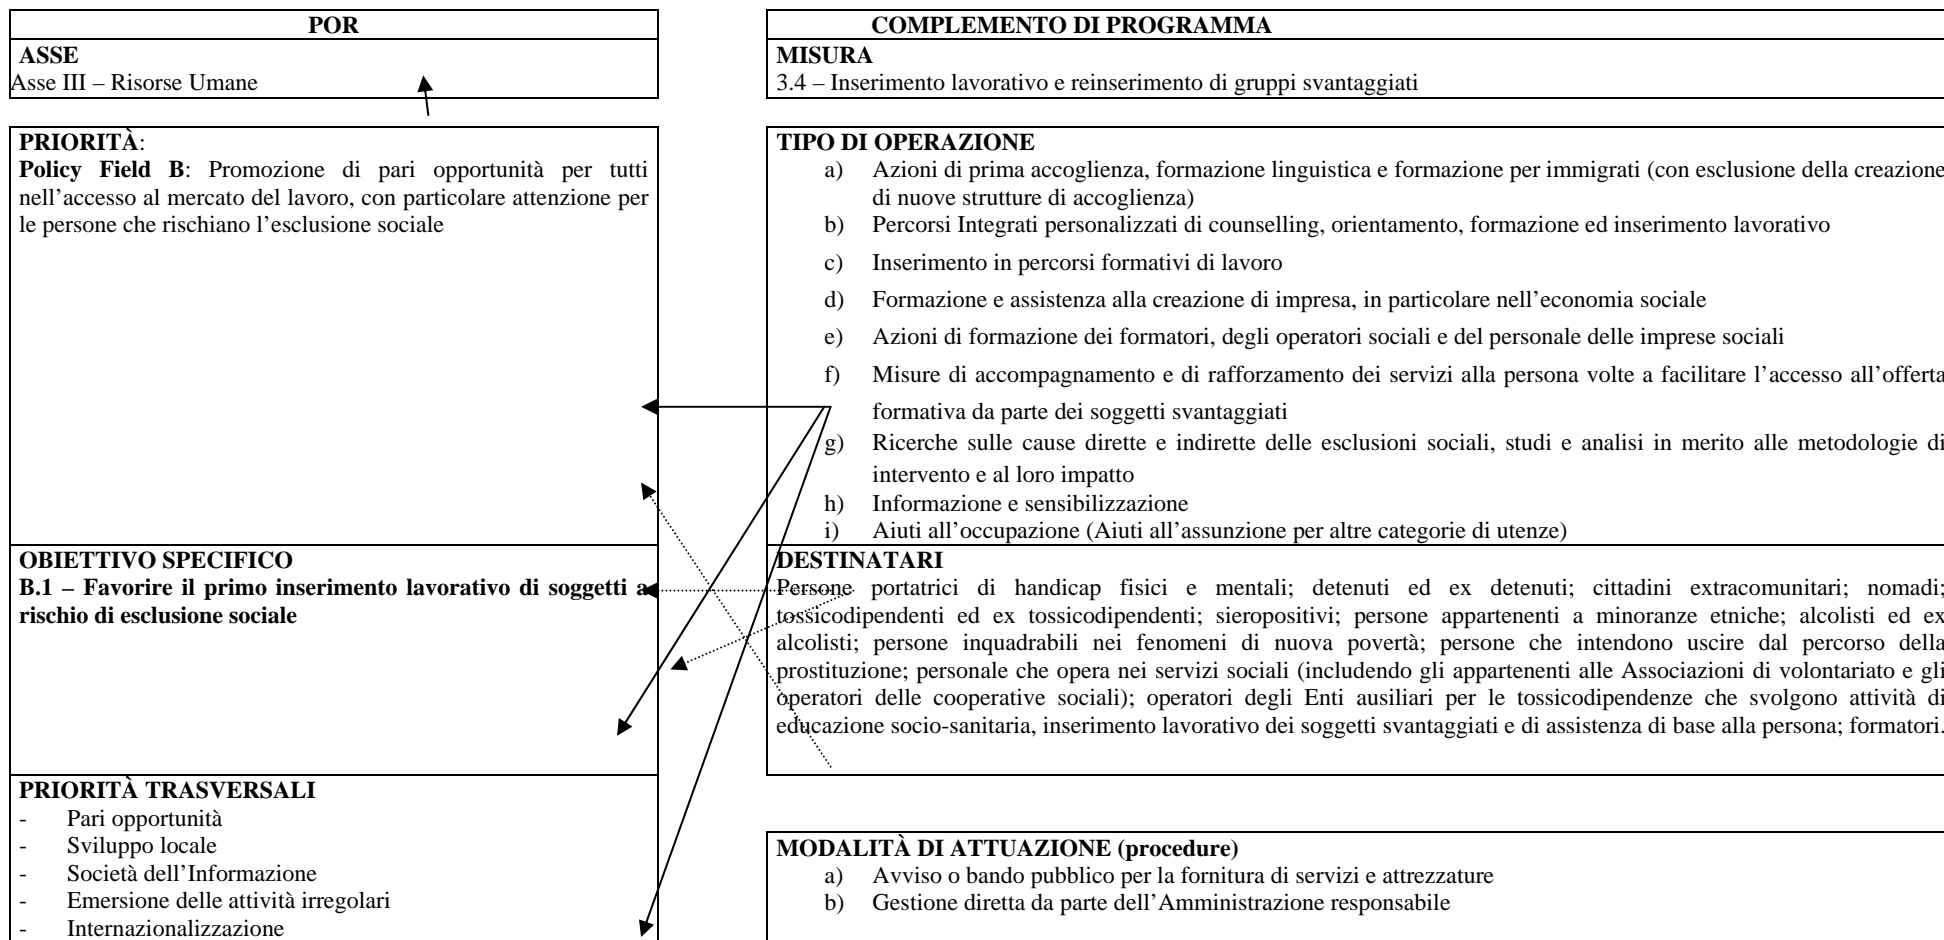 POR
ASSE
Asse III – Risorse Umane
PRIORITÀ:
Policy Field B: Promozione di pari opportunità per tutti
nell’accesso al mercato del lavoro, con particolare attenzione per
le persone che rischiano l’esclusione sociale
OBIETTIVO SPECIFICO
B.1 – Favorire il primo inserimento lavorativo di soggetti a
rischio di esclusione sociale
PRIORITÀ TRASVERSALI
- Pari opportunità
- Sviluppo locale
- Società dell’Informazione
- Emersione delle attività irregolari
- Internazionalizzazione
COMPLEMENTO DI PROGRAMMA
MISURA
3.4 – Inserimento lavorativo e reinserimento di gruppi svantaggiati
TIPO DI OPERAZIONE
a) Azioni di prima accoglienza, formazione linguistica e formazione per immigrati (con esclusione della creazione
di nuove strutture di accoglienza)
b) Percorsi Integrati personalizzati di counselling, orientamento, formazione ed inserimento lavorativo
c) Inserimento in percorsi formativi di lavoro
d) Formazione e assistenza alla creazione di impresa, in particolare nell’economia sociale
e) Azioni di formazione dei formatori, degli operatori sociali e del personale delle imprese sociali
f) Misure di accompagnamento e di rafforzamento dei servizi alla persona volte a facilitare l’accesso all’offerta
formativa da parte dei soggetti svantaggiati
g) Ricerche sulle cause dirette e indirette delle esclusioni sociali, studi e analisi in merito alle metodologie di
intervento e al loro impatto
h) Informazione e sensibilizzazione
i) Aiuti all’occupazione (Aiuti all’assunzione per altre categorie di utenze)
DESTINATARI
Persone portatrici di handicap fisici e mentali; detenuti ed ex detenuti; cittadini extracomunitari; nomadi;
tossicodipendenti ed ex tossicodipendenti; sieropositivi; persone appartenenti a minoranze etniche; alcolisti ed ex
alcolisti; persone inquadrabili nei fenomeni di nuova povertà; persone che intendono uscire dal percorso della
prostituzione; personale che opera nei servizi sociali (includendo gli appartenenti alle Associazioni di volontariato e gli
operatori delle cooperative sociali); operatori degli Enti ausiliari per le tossicodipendenze che svolgono attività di
educazione socio-sanitaria, inserimento lavorativo dei soggetti svantaggiati e di assistenza di base alla persona; formatori.
MODALITÀ DI ATTUAZIONE (procedure)
a) Avviso o bando pubblico per la fornitura di servizi e attrezzature
b) Gestione diretta da parte dell’Amministrazione responsabile